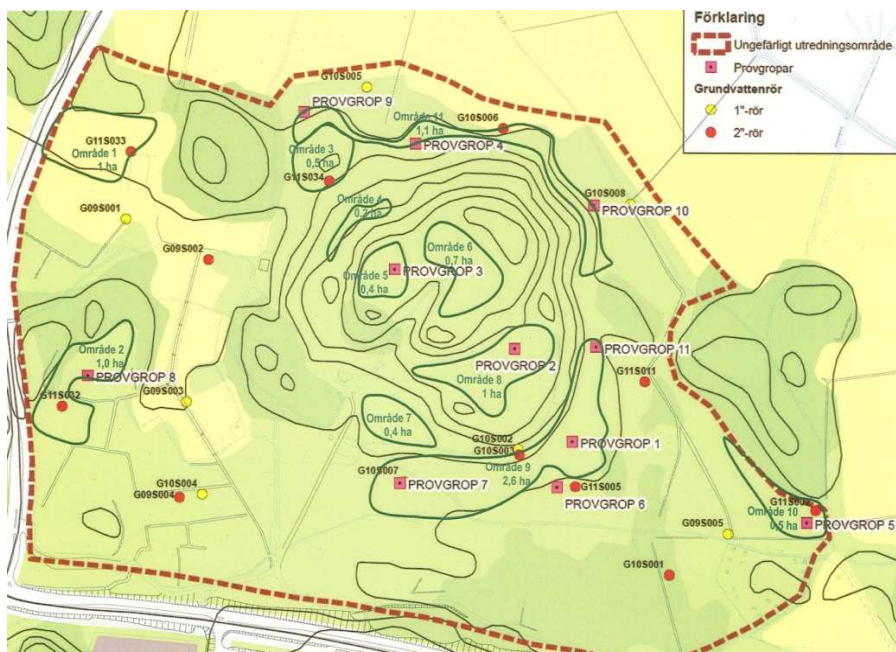 Förklaring
Ungefärligt utredningsområde
Provgropar
Grundvattenrör
1"-rör
2"-rör
G10S005
PROVGROP 9
Område 11
1,1 ha
G10S006
PROVGROP 4
G11S033
Område 1
1 ha
Område 3
0,5 ha
G11S034
G10S008
PROVGROP 10
G09S001
Område 4
0,2 ha
G09S002
Område 6
0,7 ha
Område 5
0,4 ha
PROVGROP 3
Område 2
1,0 ha
PROVGROP 8
PROVGROP 11
PROVGROP 2
Område 8
1 ha
G11S011
G11S032
G09S003
Område 7
0,4 ha
G10S002
G10S003
PROVGROP 1
Område 9
2,6 ha
G10S007
PROVGROP 7
G11S005
PROVGROP 6
G10S004
G09S004
Område 10
0,5 ha
PROVGROP 5
G09S005
G10S001